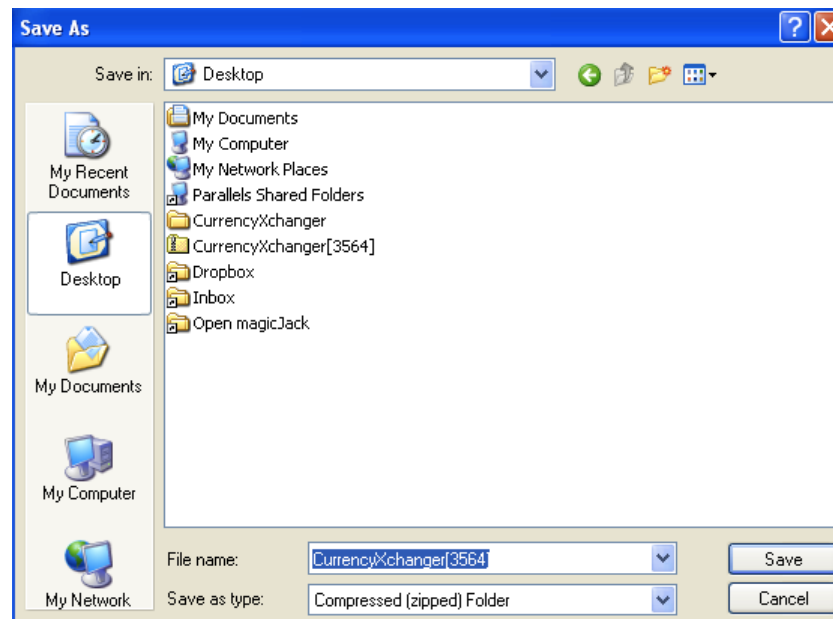 Save As
Save in:
Desktop
My Recent
Documents
Desktop
My Documents
My Computer
My Network
My Documents
My Computer
My Network Places
Parallels Shared Folders
CurrencyXchanger
CurrencyXchanger[3564]
Dropbox
Inbox
Open magicJack
File name:
CurrencyXchanger[3564]
Save
Save as type:
Compressed (zipped) Folder
Cancel